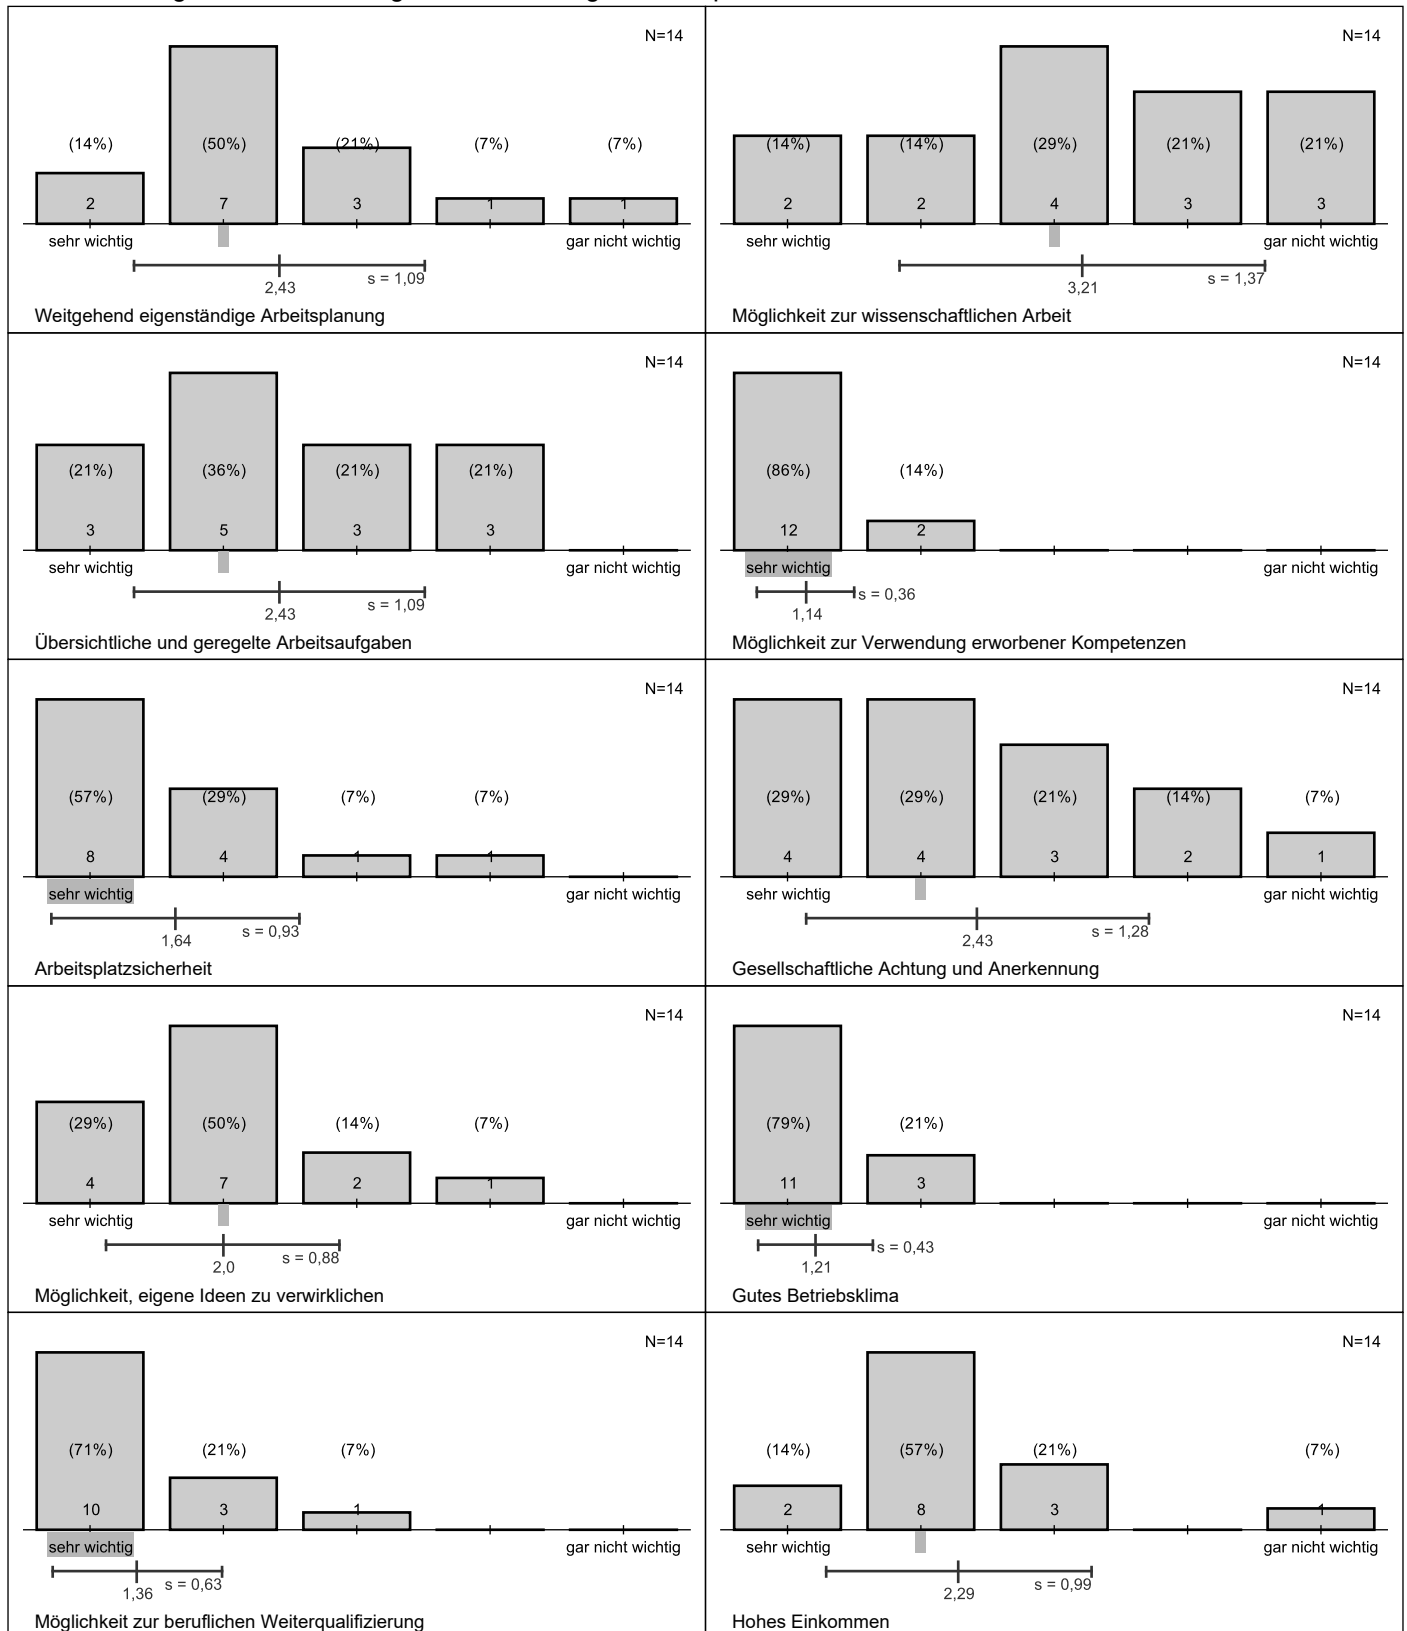 N=14
(14%) (50%) (21%) (7%) (7%)
2 7 3 1 1
sehr wichtig gar nicht wichtig
s = 1,09
2,43
Weitgehend eigenständige Arbeitsplanung
N=14
(14%) (14%) (29%) (21%) (21%)
2 2 4 3 3
sehr wichtig gar nicht wichtig
s = 1,37
3,21
Möglichkeit zur wissenschaftlichen Arbeit
N=14
(21%) (36%) (21%) (21%)
3 5 3 3
sehr wichtig gar nicht wichtig
s = 1,09
2,43
Übersichtliche und geregelte Arbeitsaufgaben
N=14
(86%) (14%)
12 2
sehr wichtig gar nicht wichtig
s = 0,36
1,14
Möglichkeit zur Verwendung erworbener Kompetenzen
N=14
(57%) (29%) (7%) (7%)
8 4 1 1
sehr wichtig gar nicht wichtig
s = 0,93
1,64
Arbeitsplatzsicherheit
N=14
(29%) (29%) (21%) (14%) (7%)
4 4 3 2 1
sehr wichtig gar nicht wichtig
s = 1,28
2,43
Gesellschaftliche Achtung und Anerkennung
N=14
(29%) (50%) (14%) (7%)
4 7 2 1
sehr wichtig gar nicht wichtig
s = 0,88
2,0
Möglichkeit, eigene Ideen zu verwirklichen
N=14
(79%) (21%)
11 3
sehr wichtig gar nicht wichtig
s = 0,43
1,21
Gutes Betriebsklima
N=14
(71%) (21%) (7%)
10 3 1
sehr wichtig gar nicht wichtig
s = 0,63
1,36
Möglichkeit zur beruflichen Weiterqualifizierung
N=14
(14%) (57%) (21%) (7%)
2 8 3 1
sehr wichtig gar nicht wichtig
s = 0,99
2,29
Hohes Einkommen